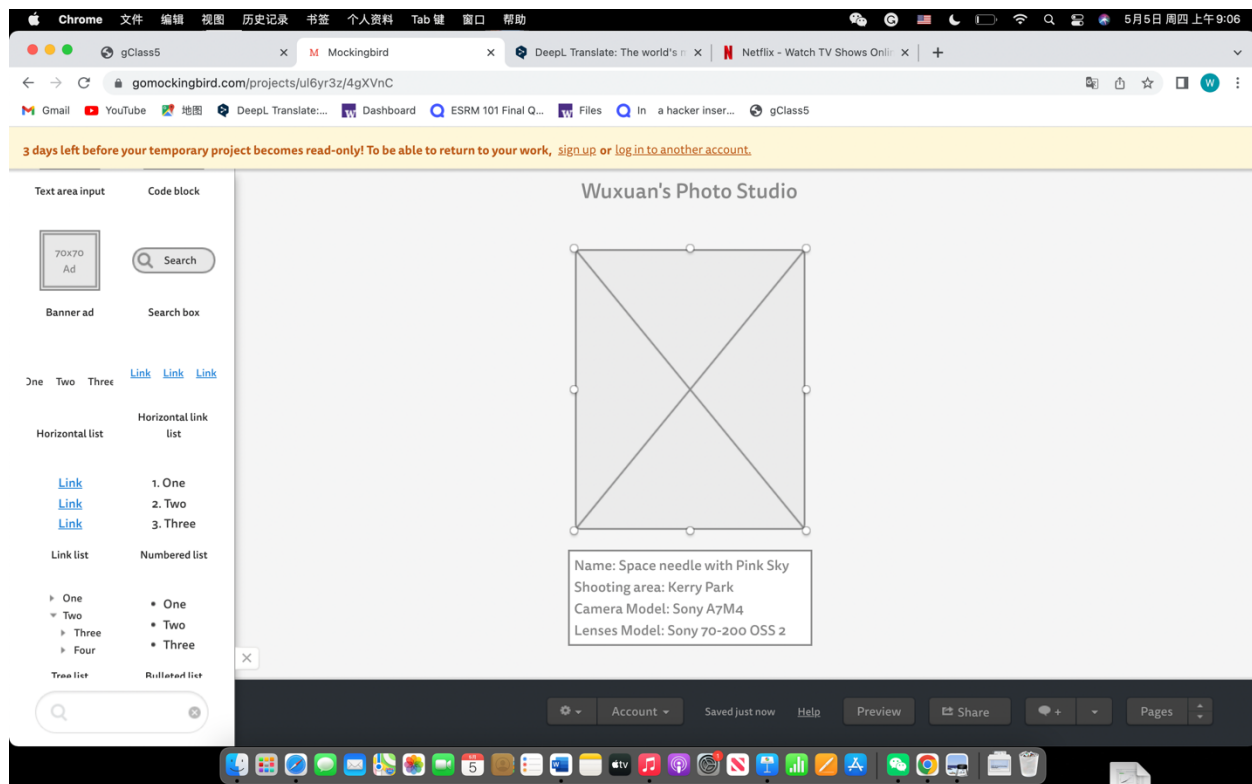 Chrome 文件 编辑 视图 历史记录 书签 个人资料 Tab 键 窗口 帮助 5月5日 周四 上午9:06
gClass5 Mockingbird DeepL Translate: The world's m Netflix - Watch TV Shows Onlin
gomockingbird.com/projects/ul6yr3z/4gXVnC W
Gmail YouTube 地图 DeepL Translate:... Dashboard ESRM 101 Final Q... Files In a hacker inser... gClass5
3 days left before your temporary project becomes read-only! To be able to return to your work, sign up or log in to another account.
Text area input Code block
70x70
Ad
Search
Banner ad Search box
One Two Three
Link Link Link
Horizontal list
Horizontal link
list
Link
Link
Link
1. One
2. Two
3. Three
Link list Numbered list
One
Two
Three
Four
• One
• Two
• Three
Tree list Bulleted list
Wuxuan's Photo Studio
Name: Space needle with Pink Sky
Shooting area: Kerry Park
Camera Model: Sony A7M4
Lenses Model: Sony 70-200 OSS 2
Account Saved just now Help Preview Share + Pages
5
tv